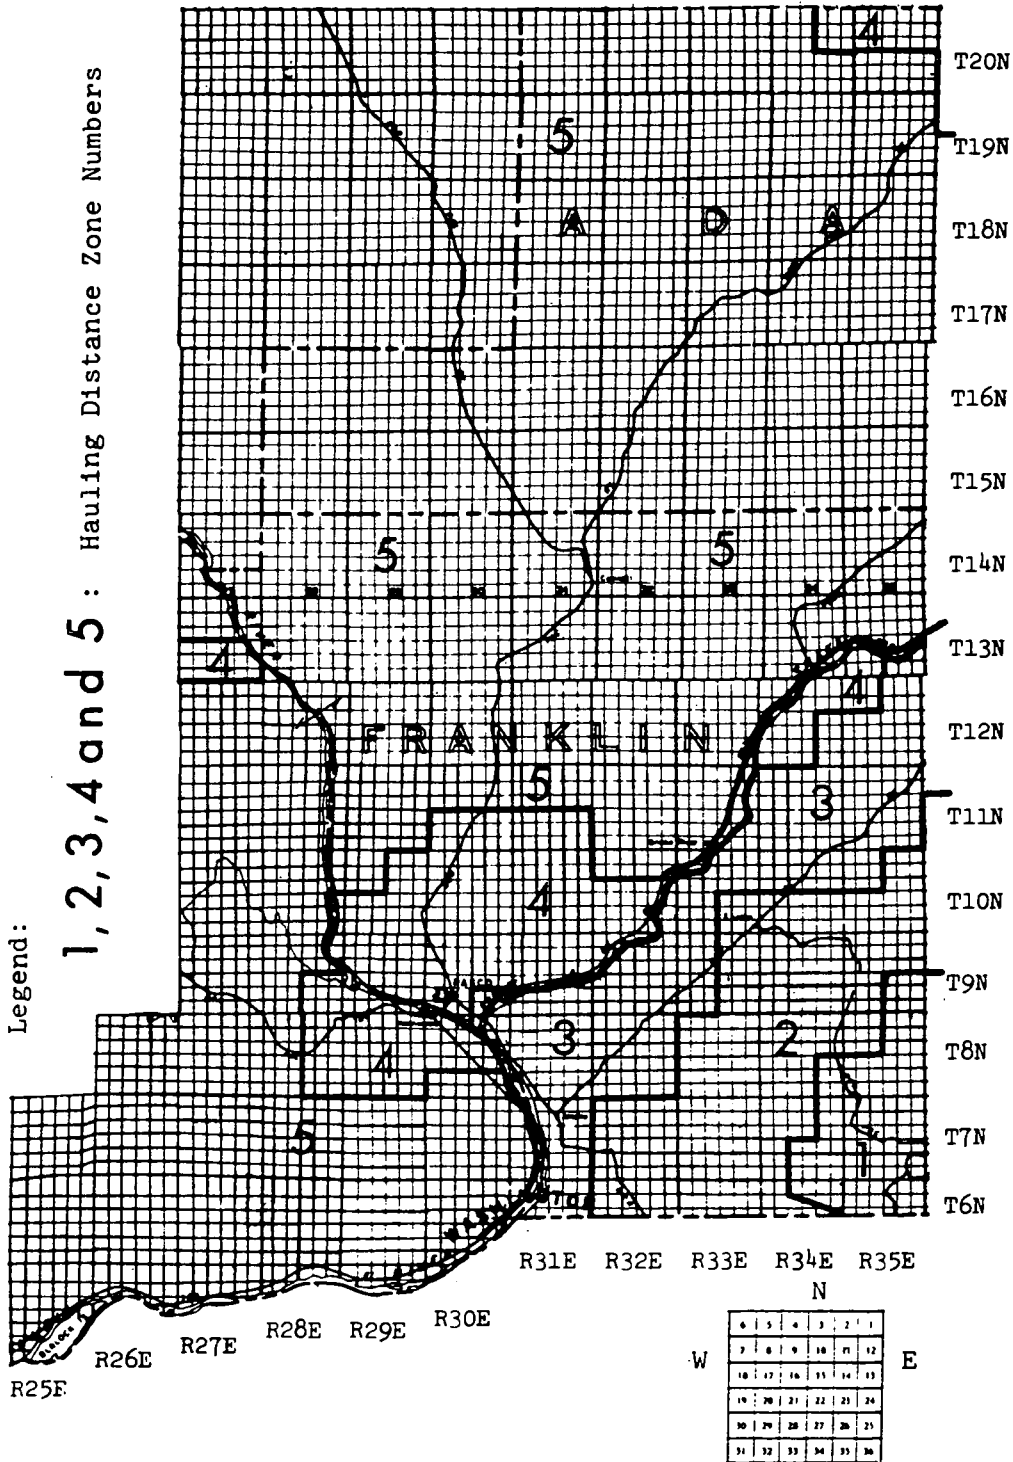 Legend:
1, 2, 3, 4 and 5 : Hauling Distance Zone Numbers
4
T20N
5
T19N
A D A
T18N
T17N
T16N
T15N
5
5
T14N
4
T13N
4
FRANKLIN
T12N
5
3
T11N
4
T10N
T9N
3
2
4
T8N
5
T7N
1
WASHINGTON
T6N
R31E R32E R33E R34E R35E
R25E
R26E
R27E
R28E
R29E
R30E
N
W
E
6 5 4 3 2 1
7 8 9 10 11 12
18 17 16 15 14 13
19 20 21 22 23 24
30 29 28 27 26 25
31 32 33 34 35 36